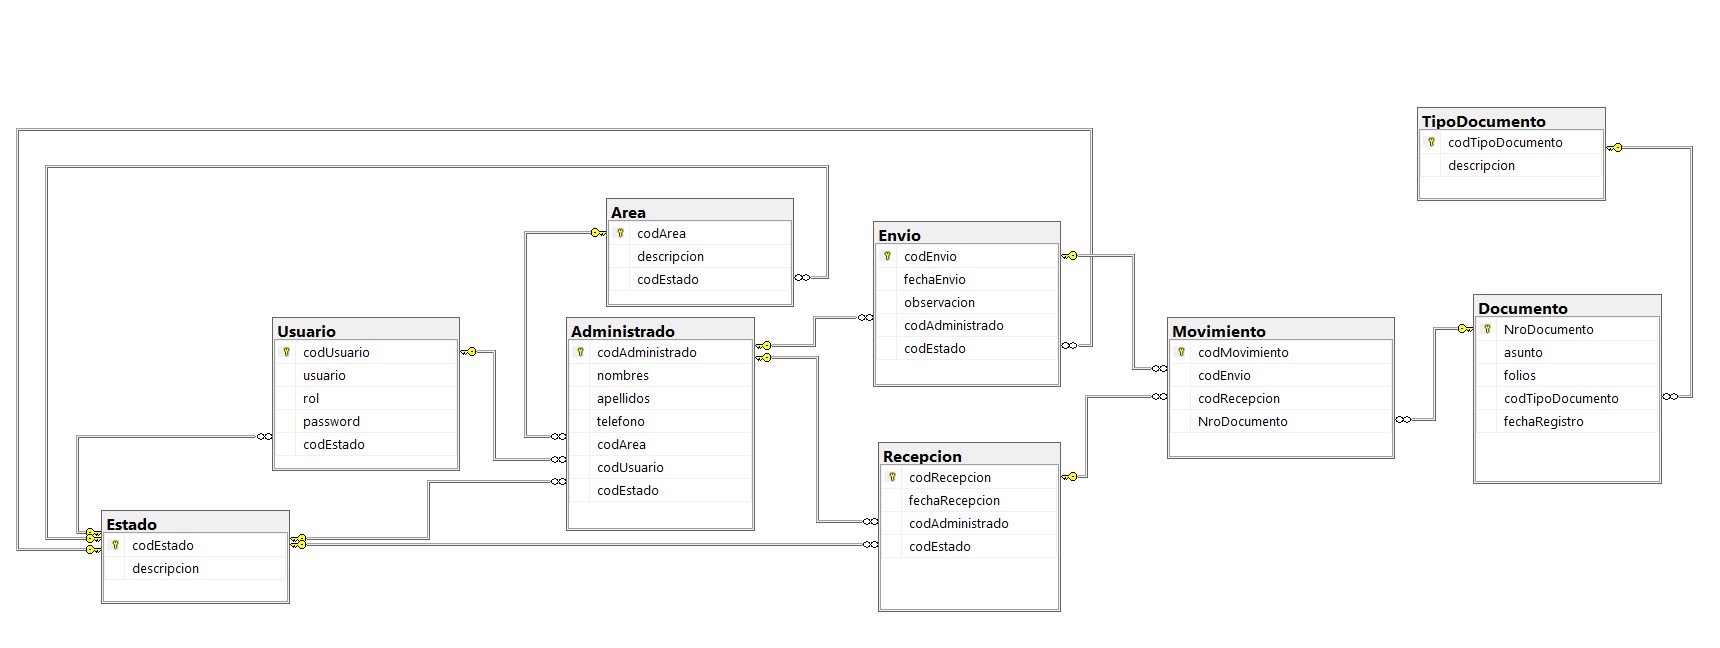 TipoDocumento
codTipoDocumento
descripcion
Area
codArea
descripcion
codEstado
Envio
codEnvio
fechaEnvio
observacion
codAdministrado
codEstado
Usuario
codUsuario
usuario
rol
password
codEstado
Administrado
codAdministrado
nombres
apellidos
telefono
codArea
codUsuario
codEstado
Movimiento
codMovimiento
codEnvio
codRecepcion
NroDocumento
Documento
NroDocumento
asunto
folios
codTipoDocumento
fechaRegistro
Recepcion
codRecepcion
fechaRecepcion
codAdministrado
codEstado
Estado
codEstado
descripcion